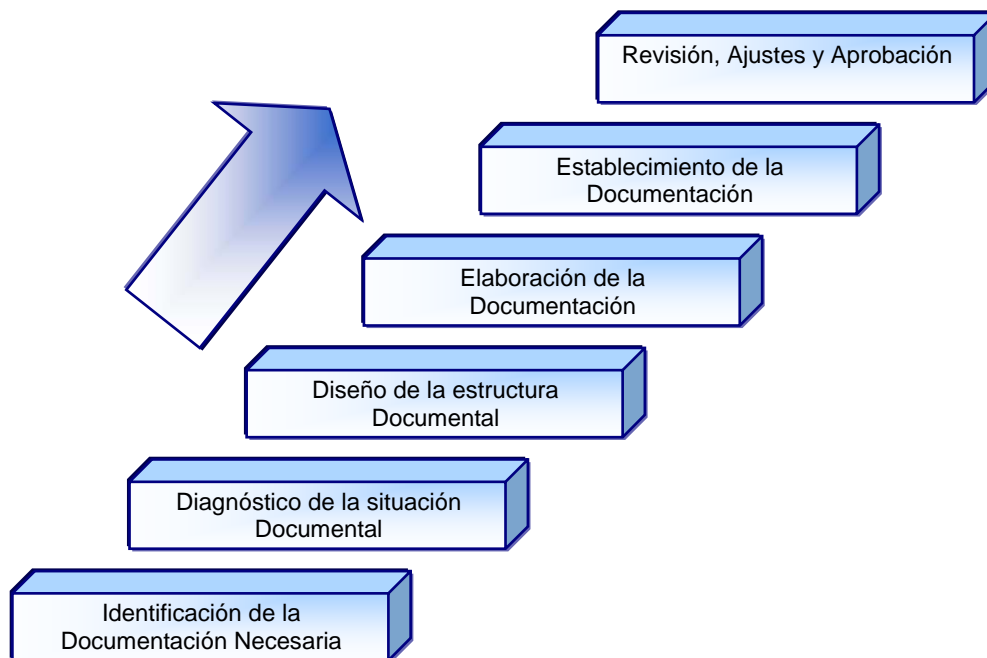 Revisión, Ajustes y Aprobación
Establecimiento de la
Documentación
Elaboración de la
Documentación
Diseño de la estructura
Documental
Diagnóstico de la situación
Documental
Identificación de la
Documentación Necesaria